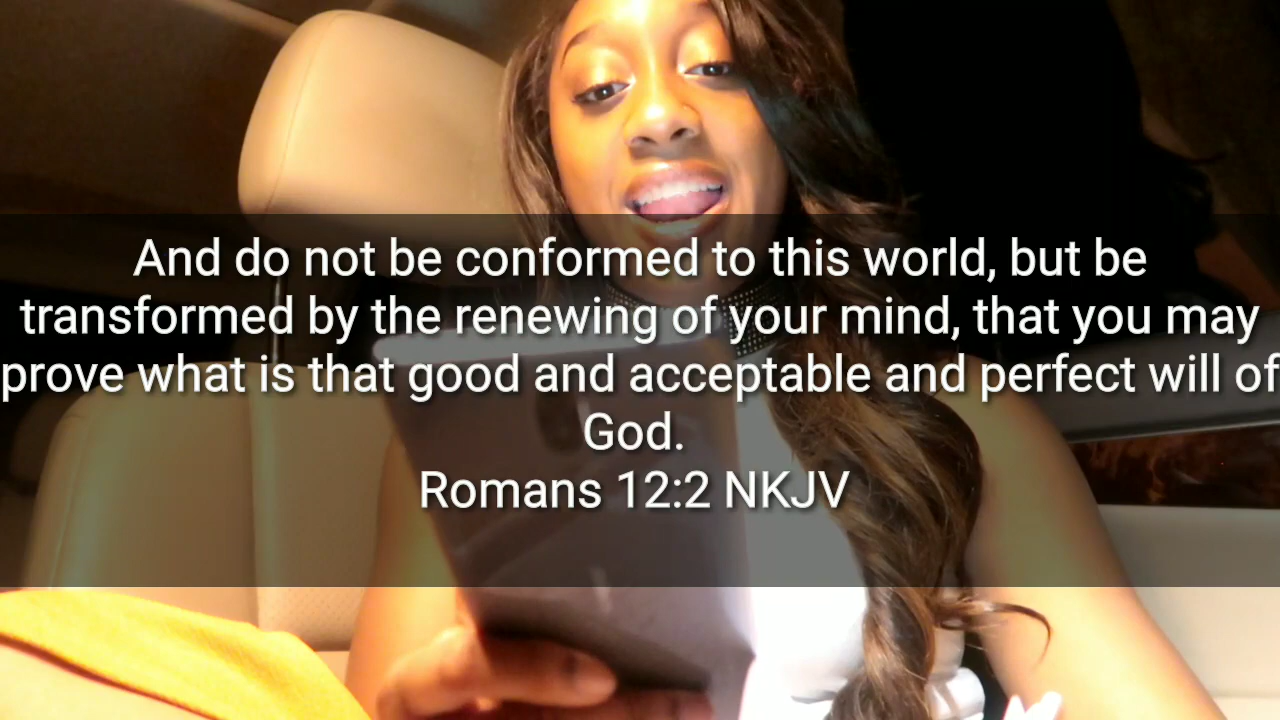 And do not be conformed to this world, but be
transformed by the renewing of your mind, that you may
prove what is that good and acceptable and perfect will of
God.
Romans 12:2 NKJV